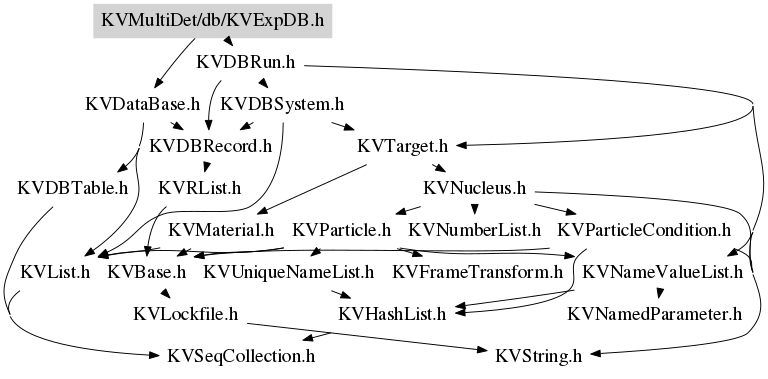 KVMultiDet/db/KVExpDB.h
KVDBRun.h
KVDataBase.h
KVDBSystem.h
KVDBRecord.h
KVTarget.h
KVDBTable.h
KVRList.h
KVNucleus.h
KVMaterial.h
KVParticle.h
KVNumberList.h
KVParticleCondition.h
KVList.h
KVBase.h
KVUniqueNameList.h
KVFrameTransform.h
KVNameValueList.h
KVLockfile.h
KVHashList.h
KVNamedParameter.h
KVSeqCollection.h
KVString.h